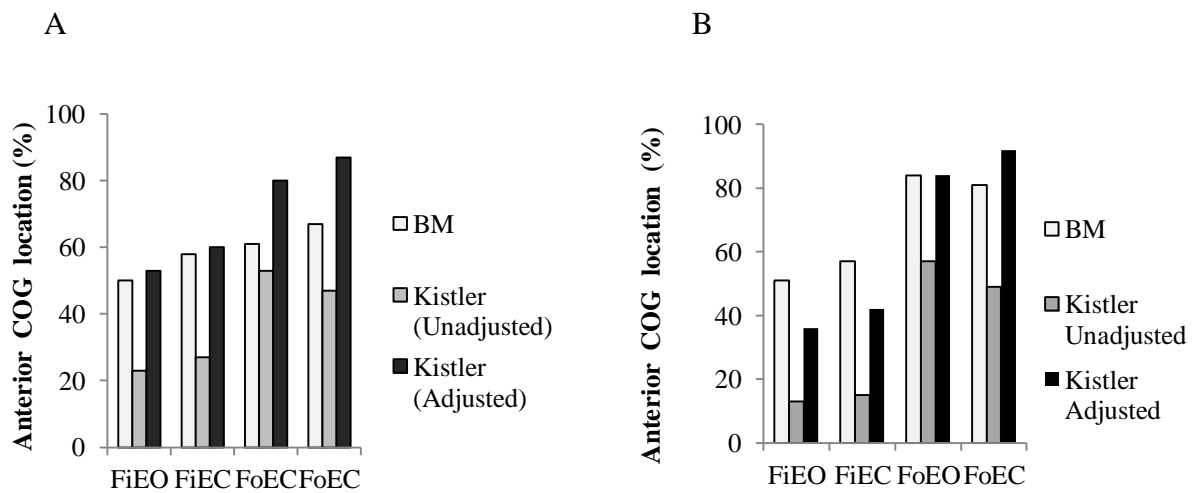 A
Anterior COG location (%)
100
80
60
40
20
0
FiEO FiEC FoEC FoEC
BM
Kistler
(Unadjusted)
Kistler
(Adjusted)
B
Anterior COG location (%)
100
80
60
40
20
0
FiEO FiEC FoEO FoEC
BM
Kistler
Unadjusted
Kistler
Adjusted